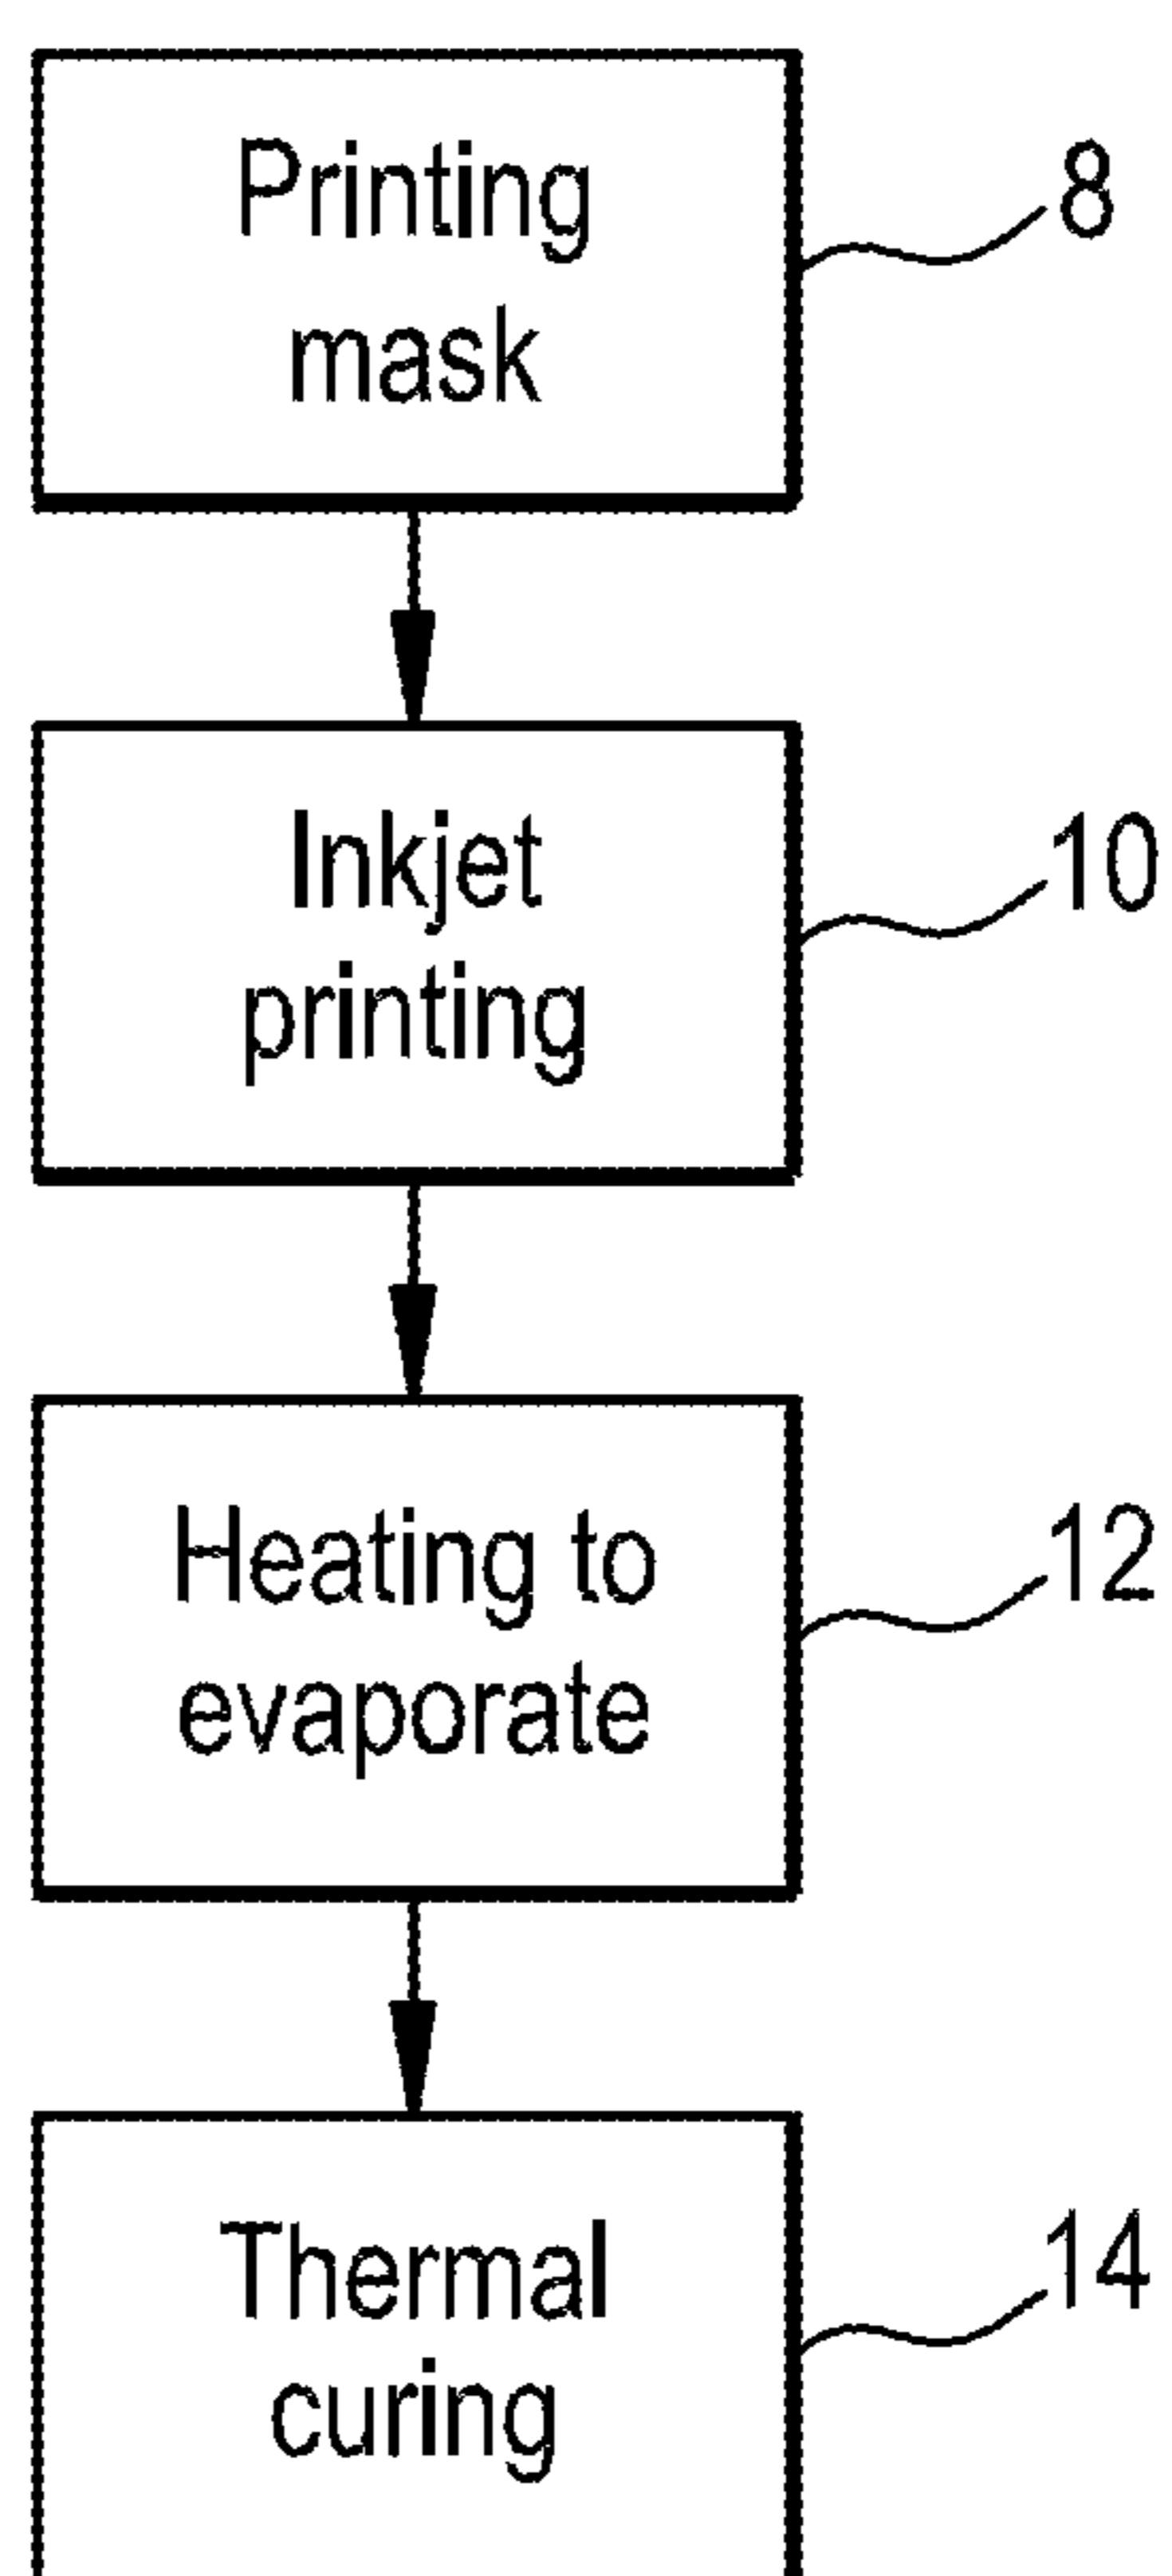 Printing
mask
8
Inkjet
printing
10
Heating to
evaporate
12
Thermal
curing
14